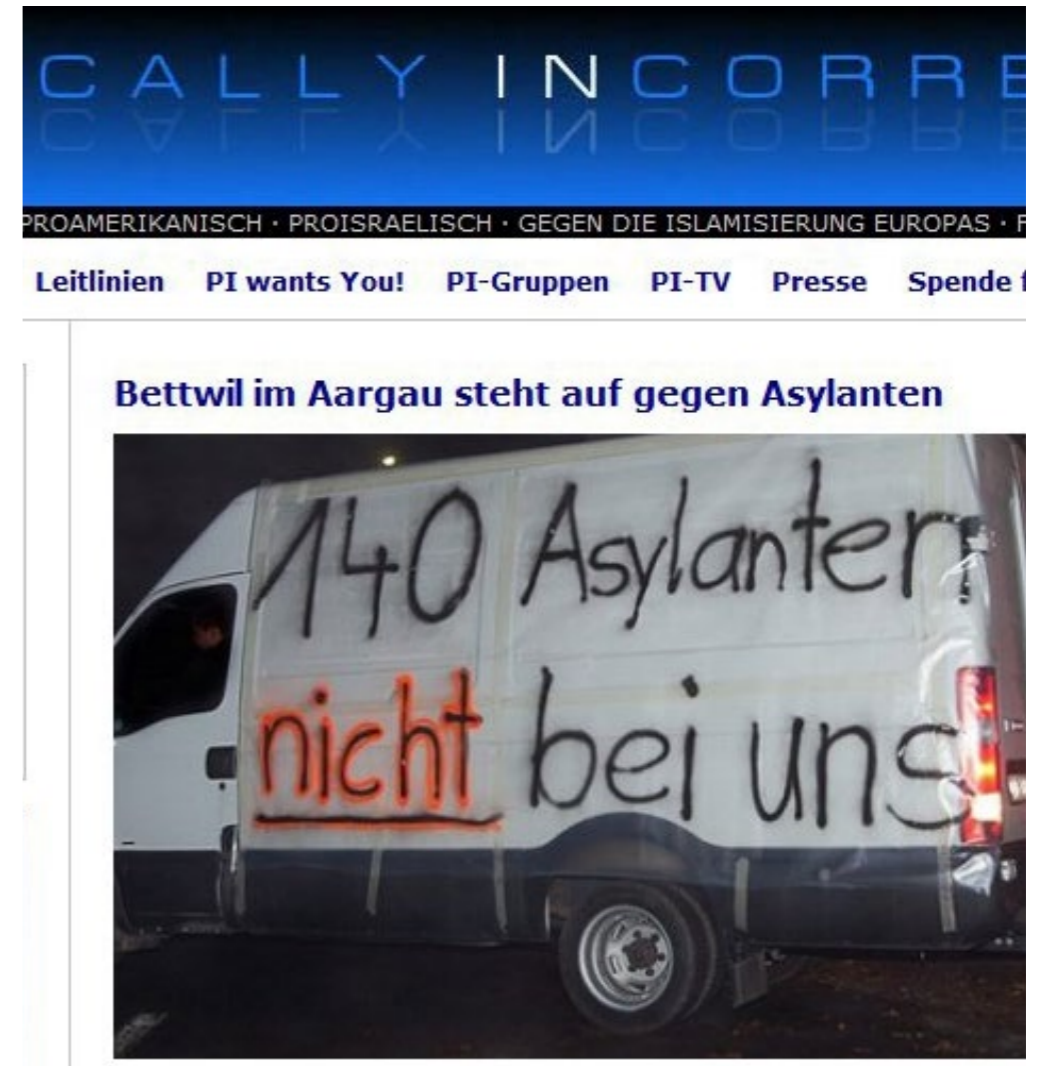 CALLY INCORRE
PROAMERIKANISCH · PROISRAELISCH · GEGEN DIE ISLAMISIERUNG EUROPAS · F
Leitlinien PI wants You! PI-Gruppen PI-TV Presse Spende f
Bettwil im Aargau steht auf gegen Asylanten
140 Asylanten
nicht bei uns